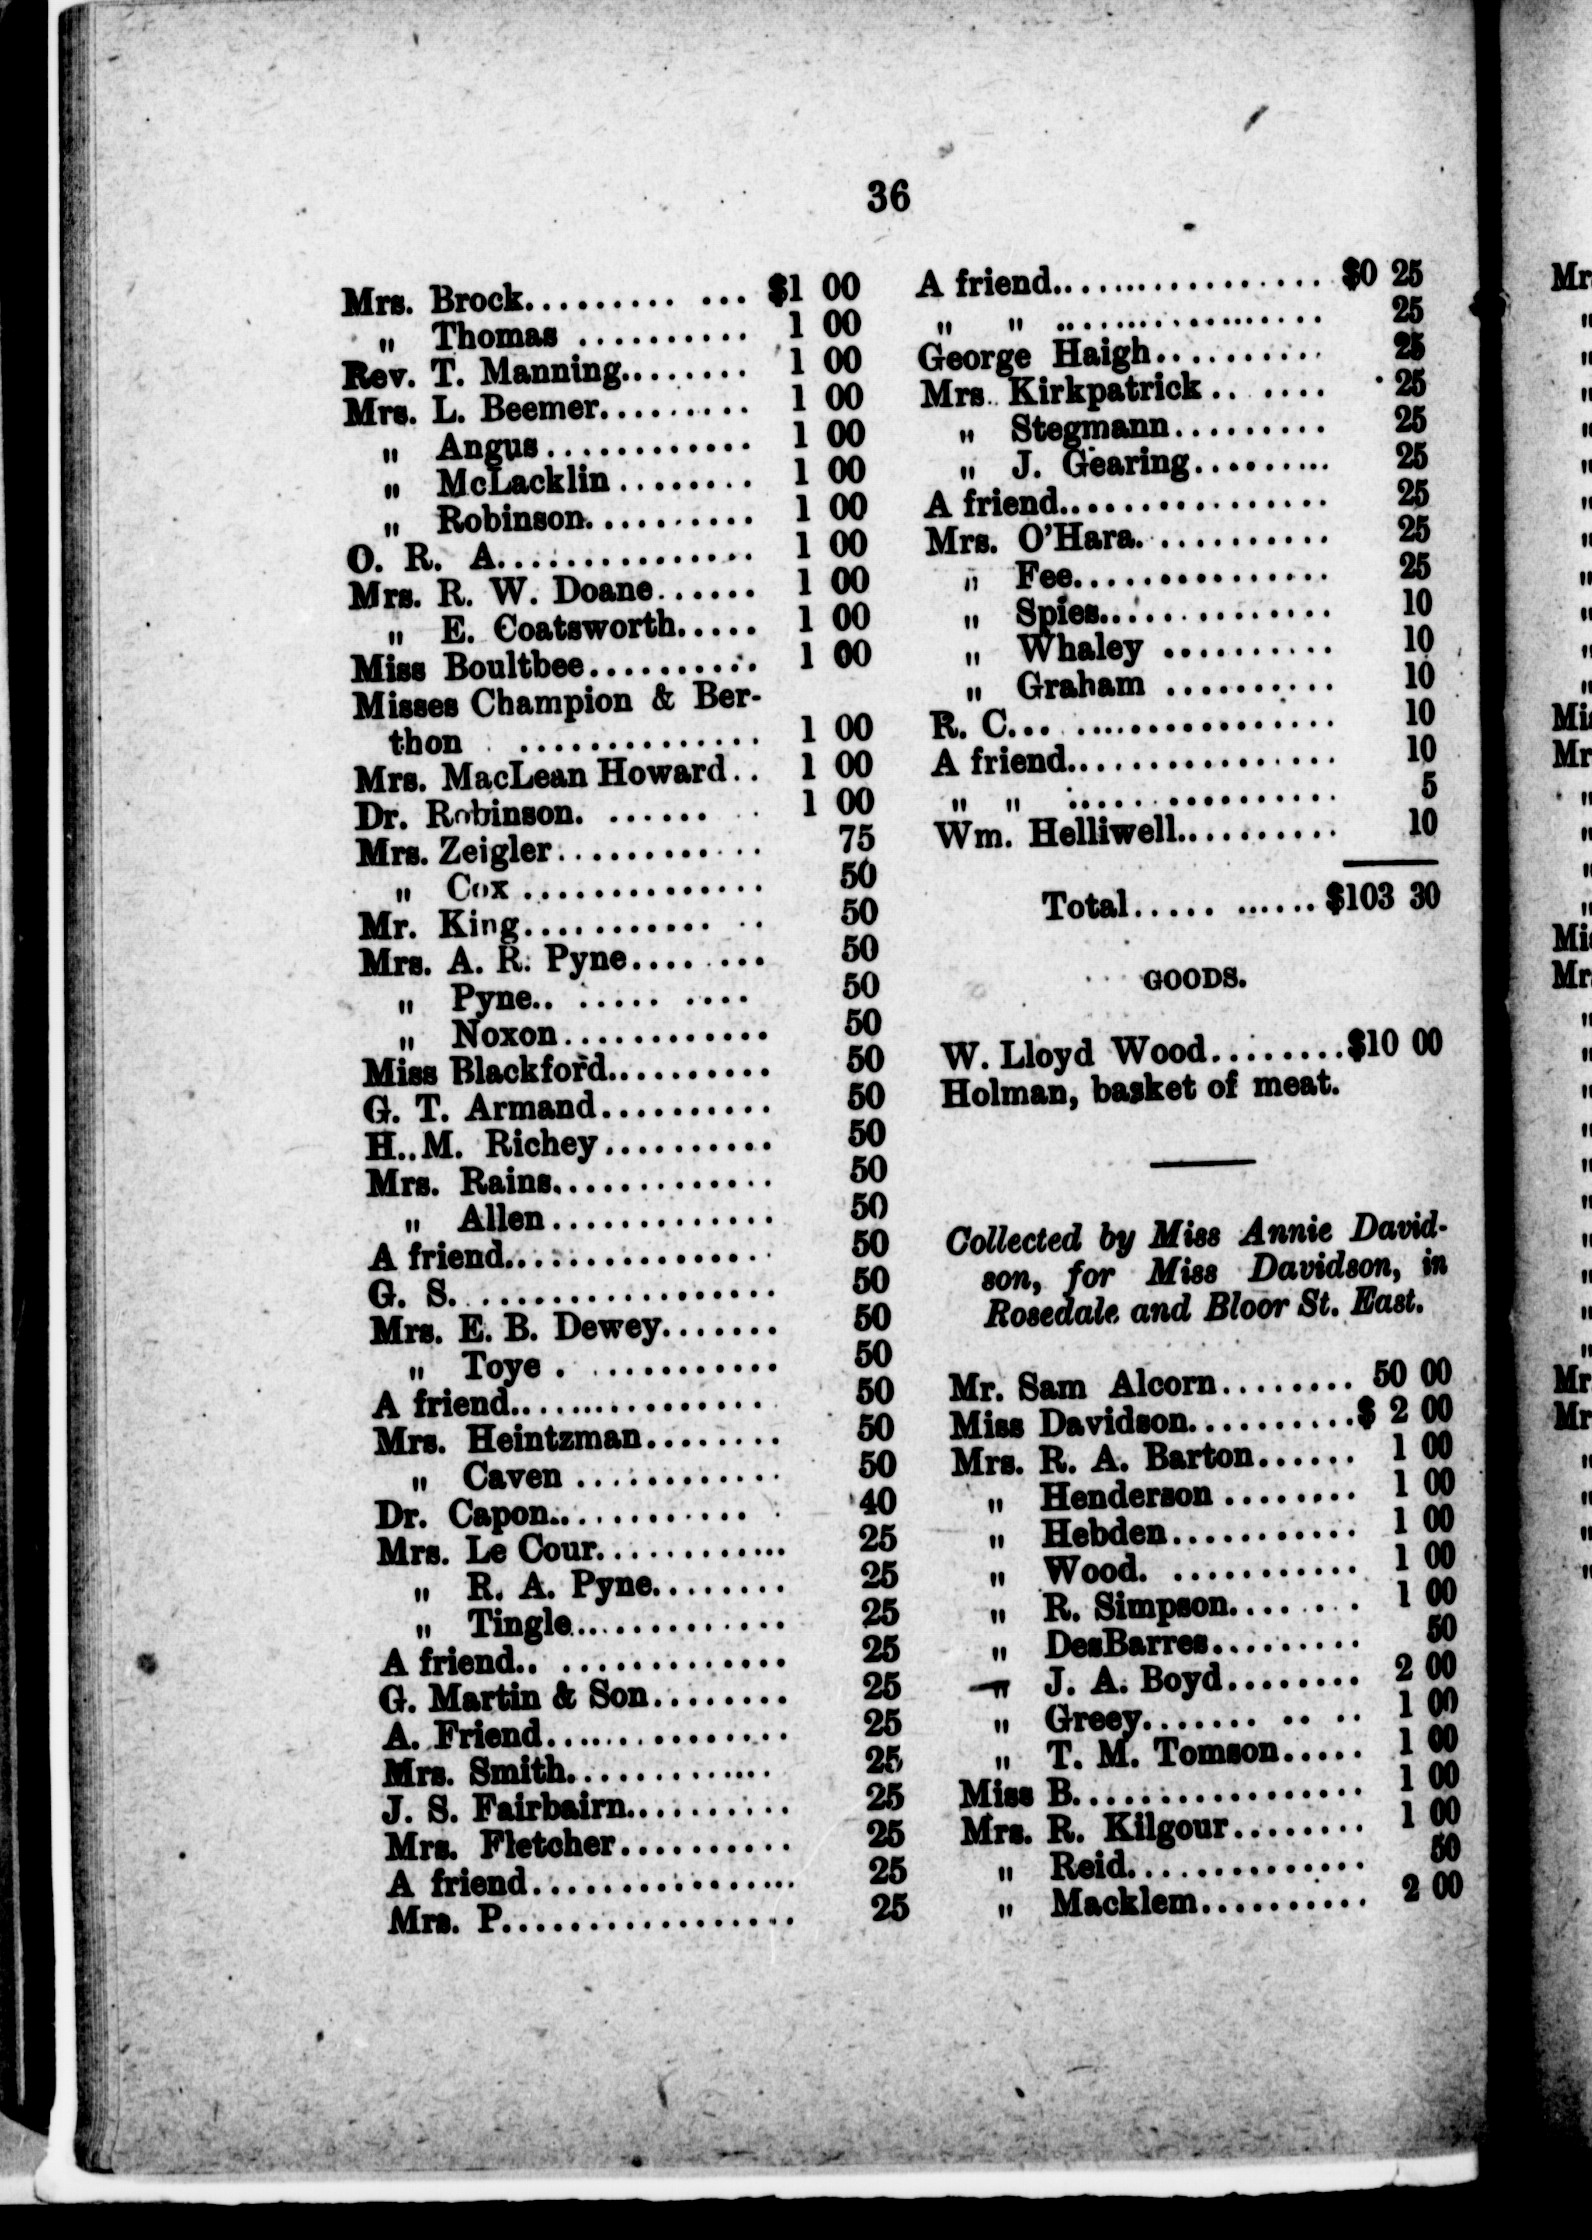 36
Mrs. Brock......... ... $1 00
" Thomas .......... 1 00
Rev. T. Manning........ 1 00
Mrs. L. Beemer......... 1 00
" Angus............ 1 00
" McLacklin........ 1 00
" Robinson.......... 1 00
O. R. A............... 1 00
Mrs. R. W. Doane...... 1 00
" E. Coatsworth..... 1 00
Miss Boultbee.......... 1 00
Misses Champion & Ber-
thon .............. 1 00
Mrs. MacLean Howard.. 1 00
Dr. Robinson. ...... . 1 00
Mrs. Zeigler............ 75
" Cox.............. 50
Mr. King........... .. 50
Mrs. A. R. Pyne........ 50
" Pyne.. ..... .... 50
" Noxon............ 50
Miss Blackford.......... 50
G. T. Armand.......... 50
H..M. Richey.......... 50
Mrs. Rains............. 50
" Allen............. 50
A friend................ 50
G. S................... 50
Mrs. E. B. Dewey....... 50
" Toye . ........... 50
A friend............... 50
Mrs. Heintzman........ 50
" Caven ............ 50
Dr. Capon............ . 40
Mrs. Le Cour............ 25
" R. A. Pyne........ 25
" Tingle............. 25
A friend.. ............. 25
G. Martin & Son........ 25
A. Friend............... 25
Mrs. Smith............. 25
J. S. Fairbairn.......... 25
Mrs. Fletcher.......... 25
A friend................ 25
Mrs. P................. 25
A friend................. $0 25
" " ................ 25
George Haigh.......... 25
Mrs. Kirkpatrick.. .... 25
" Stegmann......... 25
" J. Gearing......... 25
A friend................ 25
Mrs. O'Hara. .......... 25
" Fee............... 25
" Spies.............. 10
" Whaley .......... 10
" Graham .......... 10
R. C... ................ 10
A friend................ 10
" " ................ 5
Wm. Helliwell.......... 10
Total..... ...... $103 30
GOODS.
W. Lloyd Wood........$10 00
Holman, basket of meat.
Collected by Miss Annie David-
son, for Miss Davidson, in
Rosedale and Bloor St. East.
Mr. Sam Alcorn........ 50 00
Miss Davidson..........$ 2 00
Mrs. R. A. Barton...... 1 00
" Henderson ........ 1 00
" Hebden........... 1 00
" Wood. ........... 1 00
" R. Simpson........ 1 00
" DesBarres......... 50
" J. A. Boyd........ 2 00
" Greey....... .. .. 1 00
" T. M. Tomson..... 1 00
Miss B................. 1 00
Mrs. R. Kilgour........ 1 00
" Reid.............. 50
" Macklem.......... 2 00